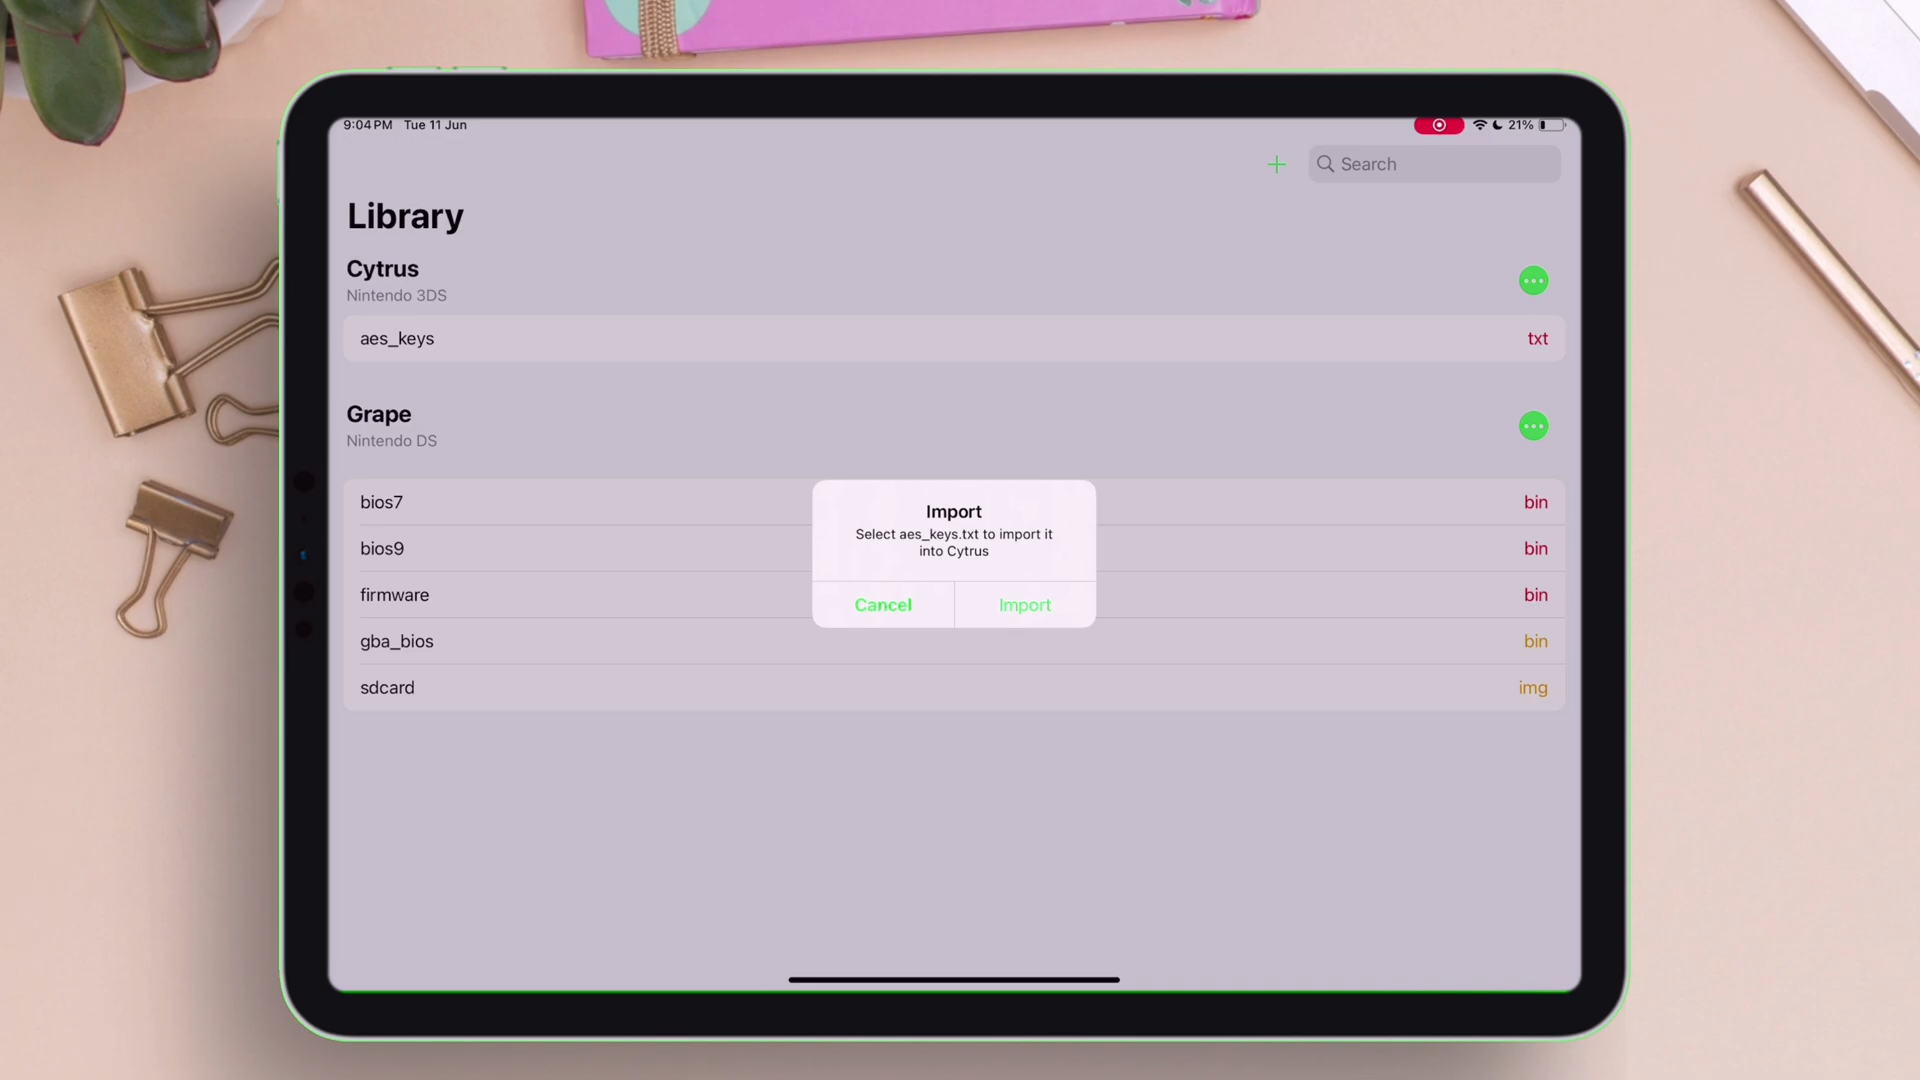 9:04 PM Tue 11 Jun
21%
Search
Library
Cytrus
Nintendo 3DS
aes_keys txt
Grape
Nintendo DS
bios7 bin
bios9 bin
firmware bin
gba_bios bin
sdcard img
Import
Select aes_keys.txt to import it
into Cytrus
Cancel Import